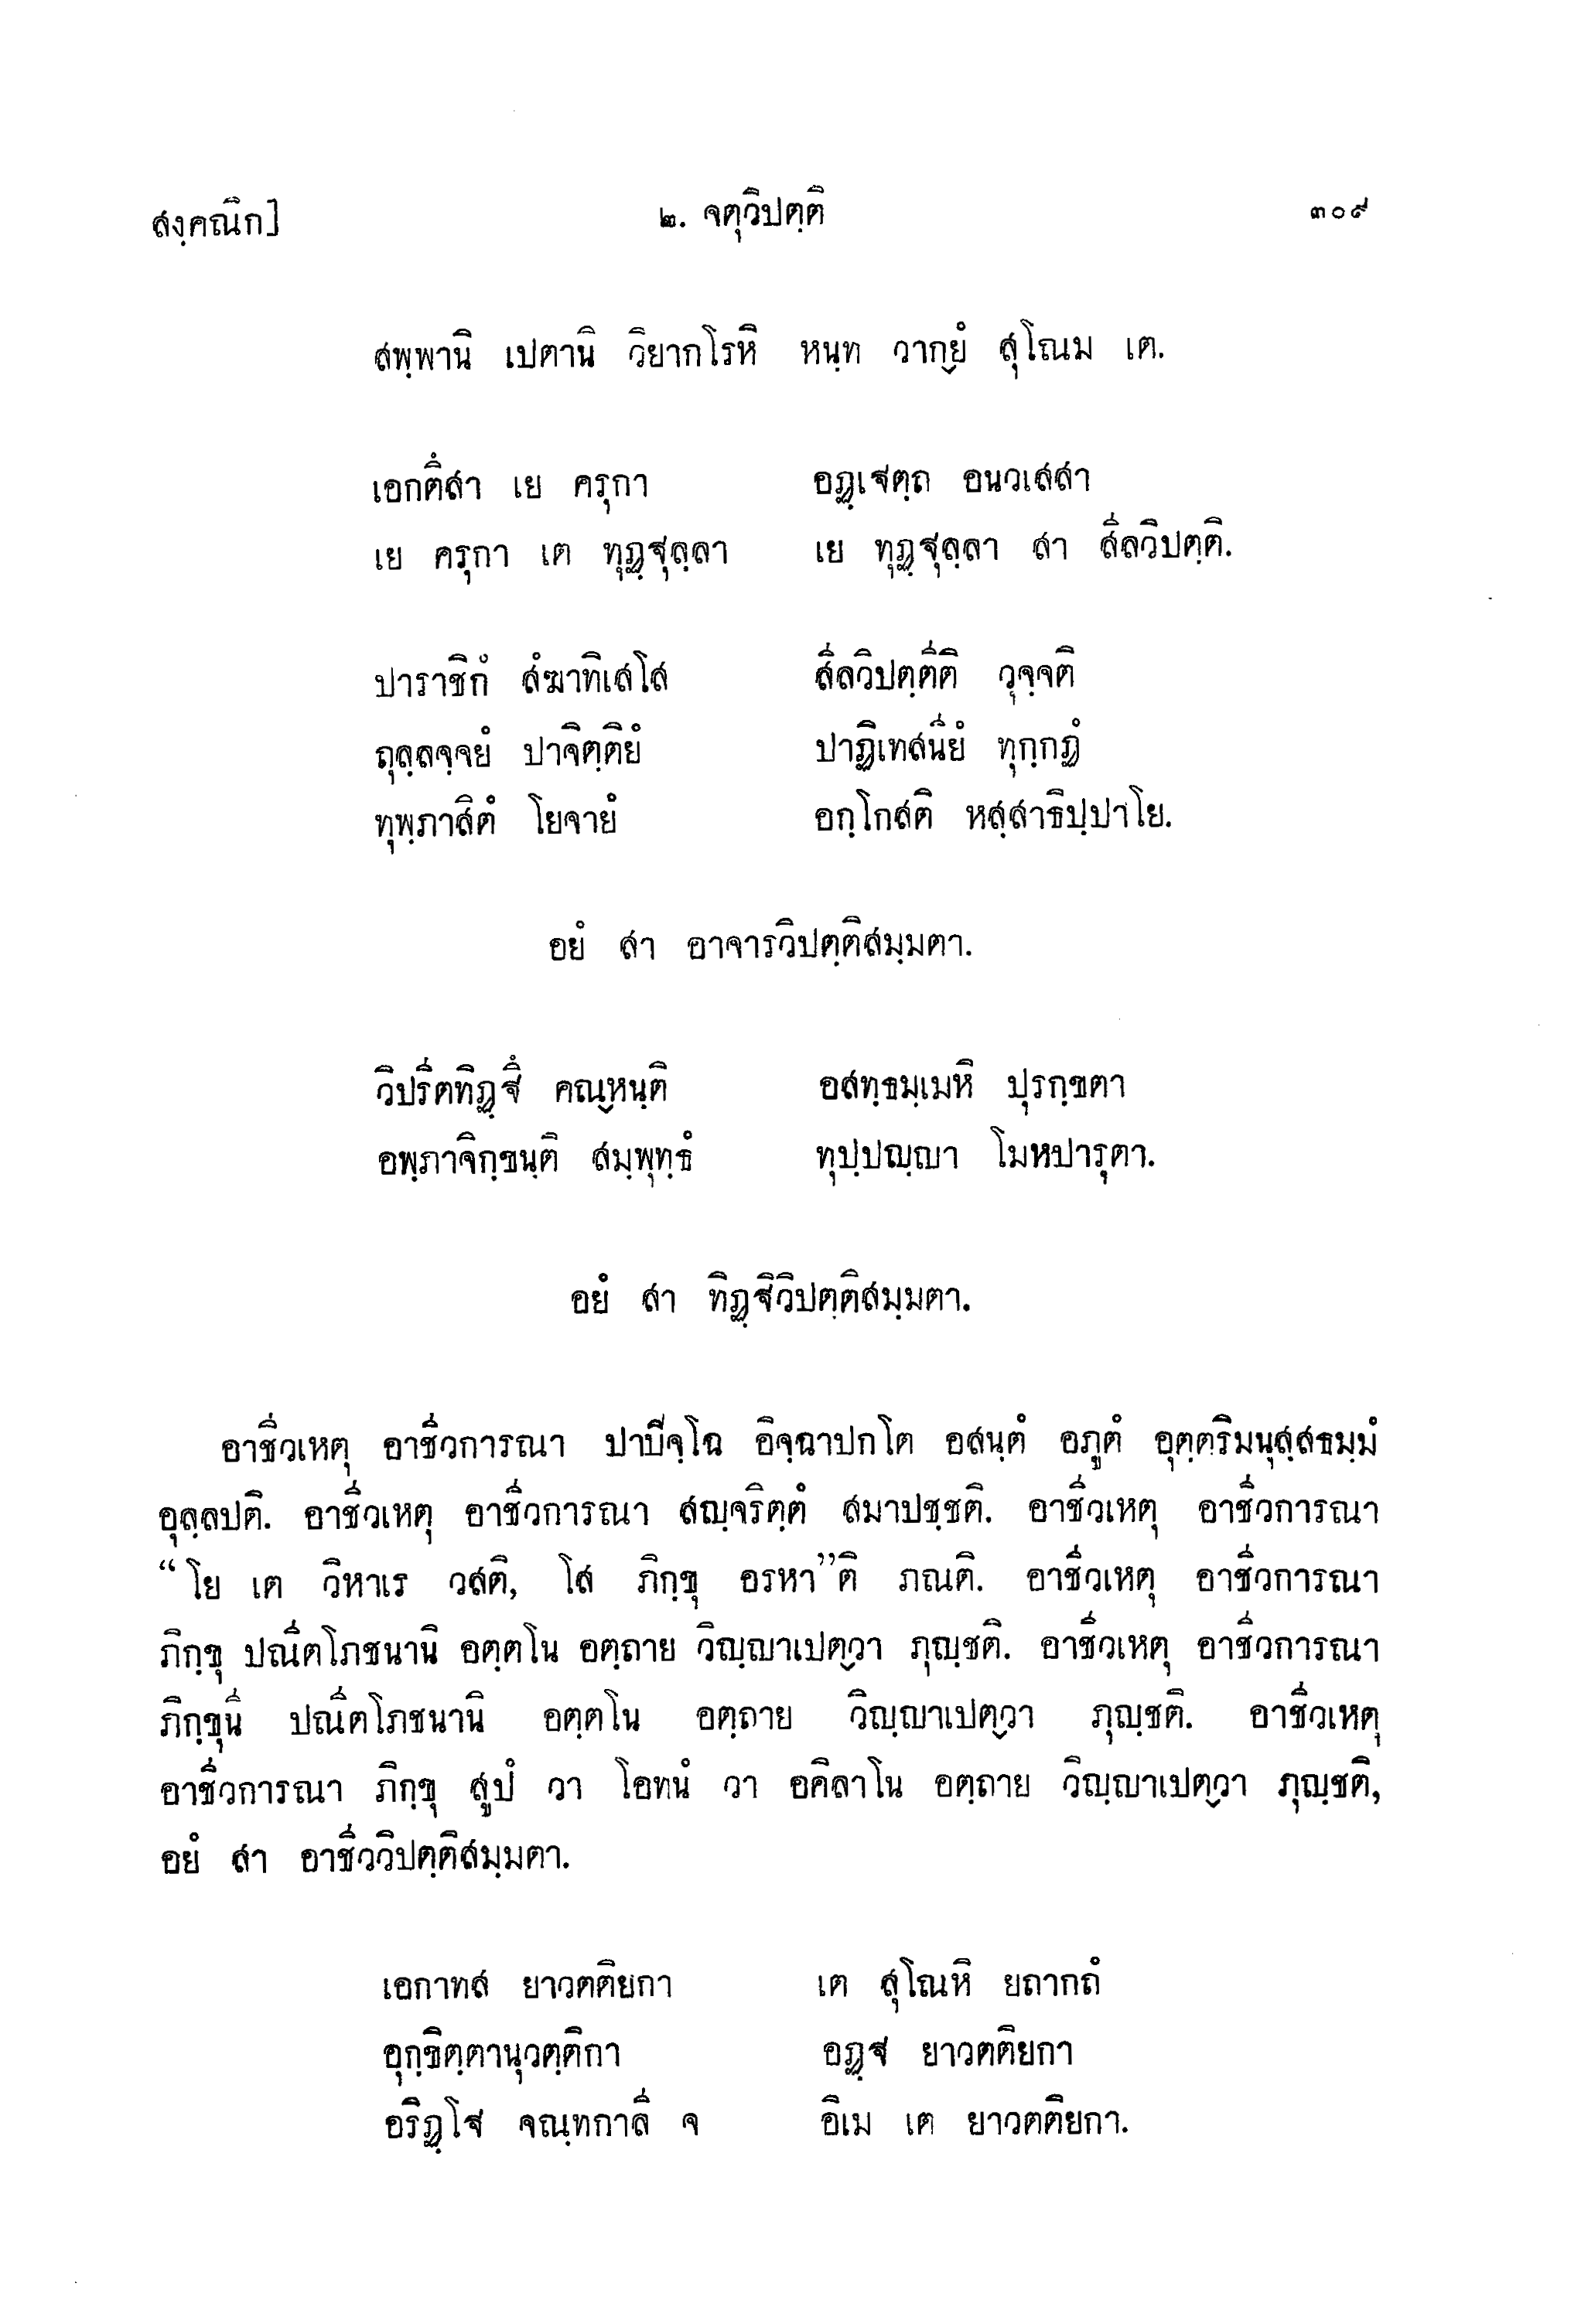 สงฺคณิก]   ๒. จตุวิปตฺติ   ๓๐๙
สพฺพานิ เปตานิ วิยากโรหิ หนฺท วากฺยํ สุโณม เต.
เอกตึสา เย ครุกา   อฏฺเฐตฺถ อนวเสสา
เย ครุกา เต ทุฏฺฐุลฺลา   เย ทุฏฺฐุลฺลา สา สีลวิปตฺติ.
ปาราชิกํ สํฆาทิเสโส   สีลวิปตฺตีติ วุจฺจติ
ถุลฺลจฺจยํ ปาจิตฺติยํ   ปาฏิเทสนียํ ทุกฺกฏํ
ทุพฺภาสิตํ โยจายํ   อกฺโกสติ หสฺสาธิปฺปาโย.
อยํ สา อาจารวิปตฺติสมฺมตา.
วิปรีตทิฏฺฐึ คณฺหนฺติ   อสทฺธมฺเมหิ ปุรกฺขตา
อพฺภาจิกฺขนฺติ สมฺพุทฺธํ   ทุปฺปญฺญา โมหปารุตา.
อยํ สา ทิฏฺฐิวิปตฺติสมฺมตา.
อาชีวเหตุ อาชีวการณา ปาปิจฺโฉ อิจฺฉาปกโต อสนฺตํ อภูตํ อุตฺตริมนุสฺสธมฺมํ
อุลฺลปติ. อาชีวเหตุ อาชีวการณา สญฺจริตฺตํ สมาปชฺชติ. อาชีวเหตุ อาชีวการณา
“โย เต วิหาเร วสติ, โส ภิกฺขุ อรหา”ติ ภณติ. อาชีวเหตุ อาชีวการณา
ภิกฺขุ ปณีตโภชนานิ อตฺตโน อตฺถาย วิญฺญาเปตฺวา ภุญฺชติ. อาชีวเหตุ อาชีวการณา
ภิกฺขุนี ปณีตโภชนานิ อตฺตโน อตฺถาย วิญฺญาเปตฺวา ภุญฺชติ. อาชีวเหตุ
อาชีวการณา ภิกฺขุ สูปํ วา โอทนํ วา อคิลาโน อตฺถาย วิญฺญาเปตฺวา ภุญฺชติ,
อยํ สา อาชีววิปตฺติสมฺมตา.
เอกาทส ยาวตติยกา   เต สุโณหิ ยถากถํ
อุกฺขิตฺตานุวตฺติกา   อฏฺฐ ยาวตติยกา
อริฏฺโฐ จณฺฑกาลี จ   อิเม เต ยาวตติยกา.